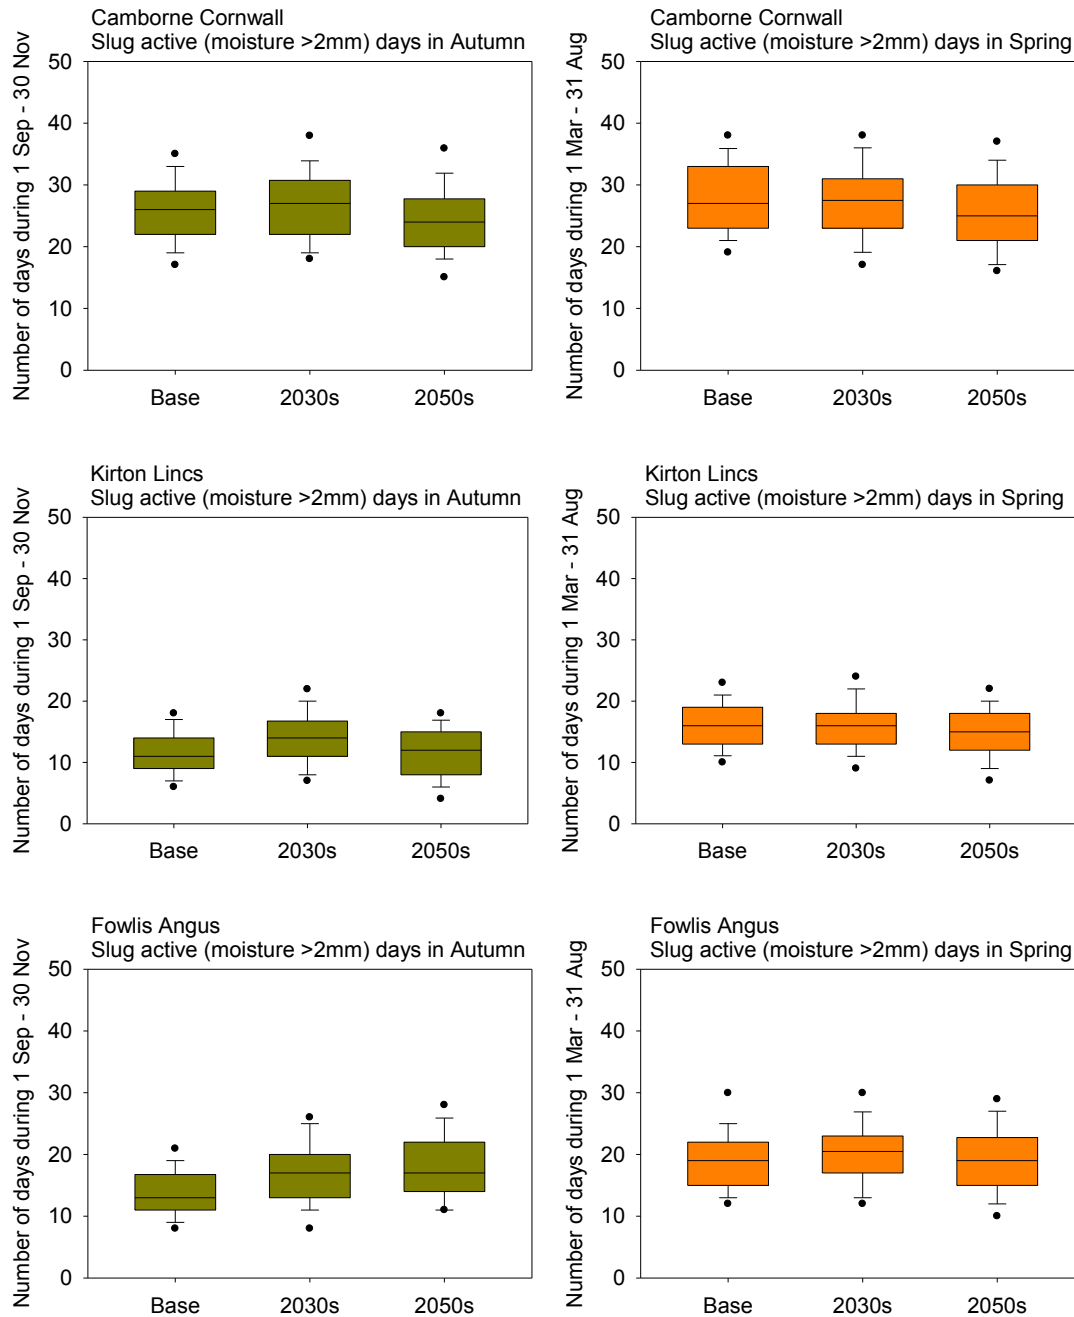 Camborne Cornwall
Slug active (moisture >2mm) days in Autumn
Number of days during 1 Sep - 30 Nov
50
40
30
20
10
0
Base 2030s 2050s
Camborne Cornwall
Slug active (moisture >2mm) days in Spring
Number of days during 1 Mar - 31 Aug
50
40
30
20
10
0
Base 2030s 2050s
Kirton Lincs
Slug active (moisture >2mm) days in Autumn
Number of days during 1 Sep - 30 Nov
50
40
30
20
10
0
Base 2030s 2050s
Kirton Lincs
Slug active (moisture >2mm) days in Spring
Number of days during 1 Mar - 31 Aug
50
40
30
20
10
0
Base 2030s 2050s
Fowlis Angus
Slug active (moisture >2mm) days in Autumn
Number of days during 1 Sep - 30 Nov
50
40
30
20
10
0
Base 2030s 2050s
Fowlis Angus
Slug active (moisture >2mm) days in Spring
Number of days during 1 Mar - 31 Aug
50
40
30
20
10
0
Base 2030s 2050s